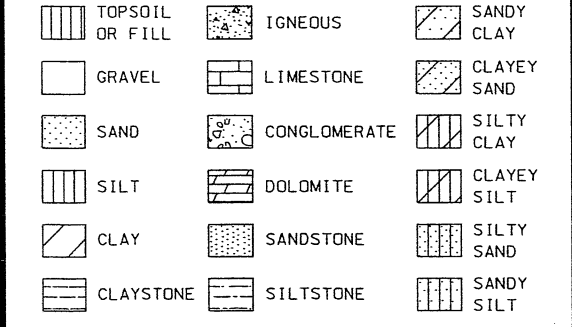 TOPSOIL
OR FILL
GRAVEL
SAND
SILT
CLAY
CLAYSTONE
IGNEOUS
LIMESTONE
CONGLOMERATE
DOLOMITE
SANDSTONE
SILTSTONE
SANDY
CLAY
CLAYEY
SAND
SILTY
CLAY
CLAYEY
SILT
SILTY
SAND
SANDY
SILT